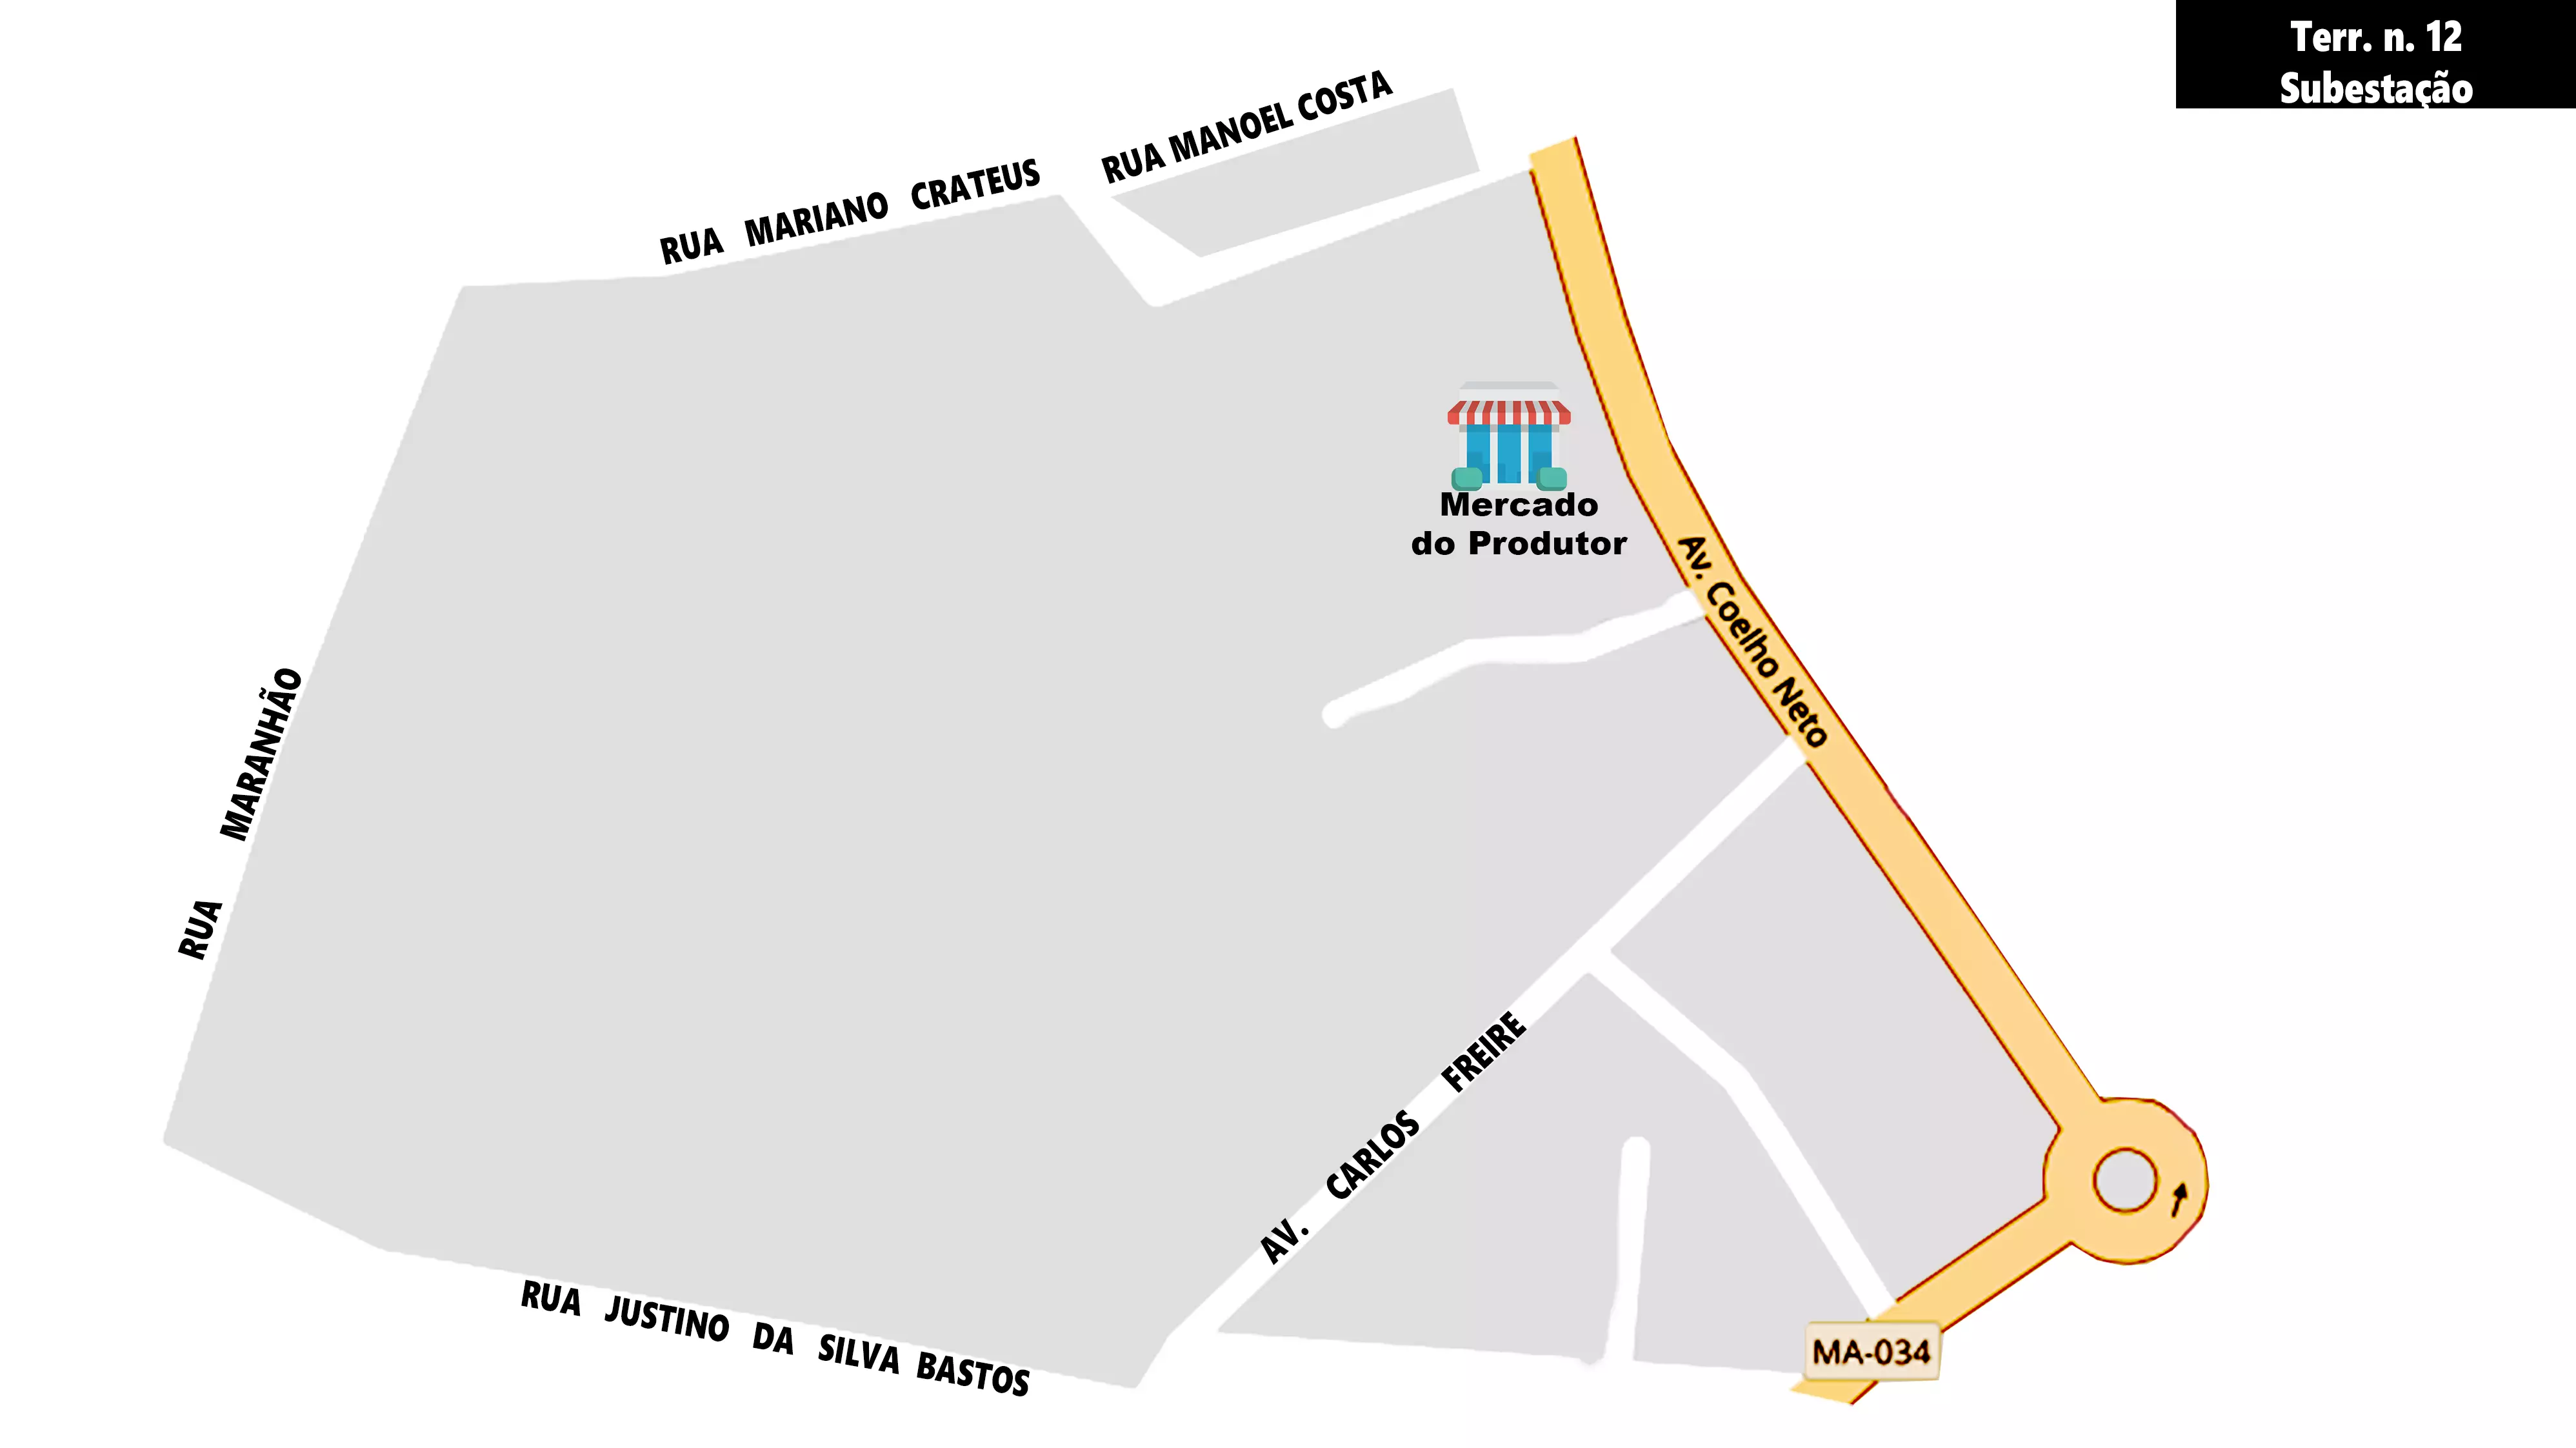 Terr. n. 12
Subestação
RUA MANOEL COSTA
RUA MARIANO CRATEUS
Mercado
do Produtor
Av. Coelho Neto
RUA MARANHÃO
AV. CARLOS FREIRE
RUA JUSTINO DA SILVA BASTOS
MA-034